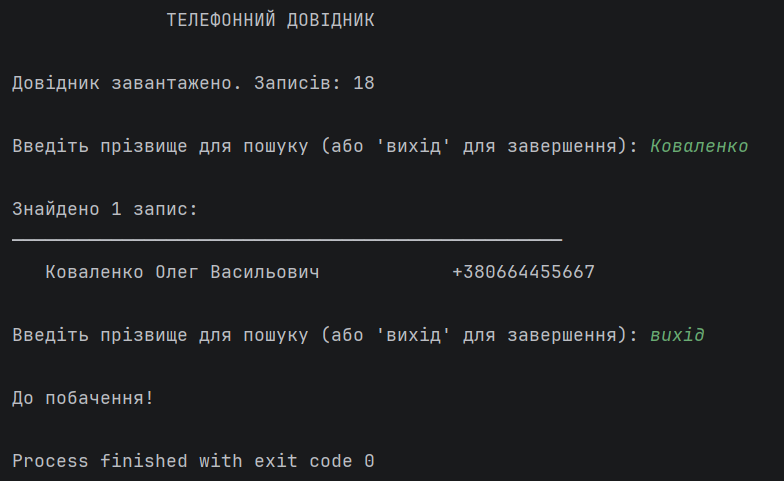 ТЕЛЕФОННИЙ ДОВІДНИК
Довідник завантажено. Записів: 18
Введіть прізвище для пошуку (або 'вихід' для завершення): Коваленко
Знайдено 1 запис:
Коваленко Олег Васильович +380664455667
Введіть прізвище для пошуку (або 'вихід' для завершення): вихід
До побачення!
Process finished with exit code 0